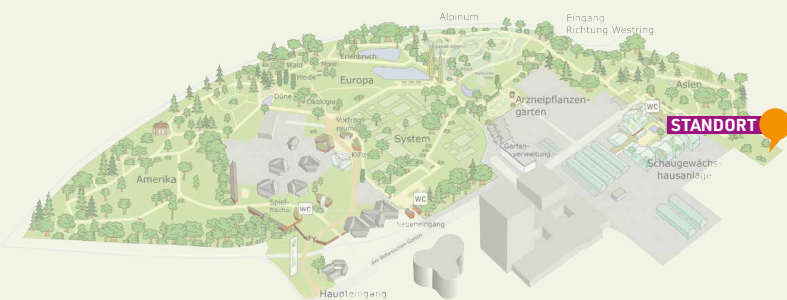 Alpinum
Eingang
Richtung Westring
Erlenbruch
Wald
Moor
Heide
Europa
Asien
Düne
Ökologie
Arzneipflanzen-
garten
WC
STANDORT
Vortrags-
raum
System
KiFo
Garten-
verwaltung
Schaugewächs-
hausanlage
Amerika
Spiel-
fläche
WC
WC
Nebeneingang
Am Botanischen Garten
Haupteingang